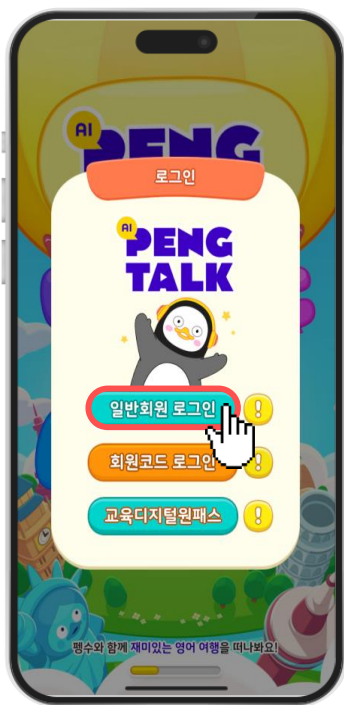 AI
PENG
로그인
AI
PENG
TALK
일반회원 로그인
!
회원코드 로그인
!
교육디지털원패스
!
펭수와 함께 재미있는 영어 여행을 떠나봐요!